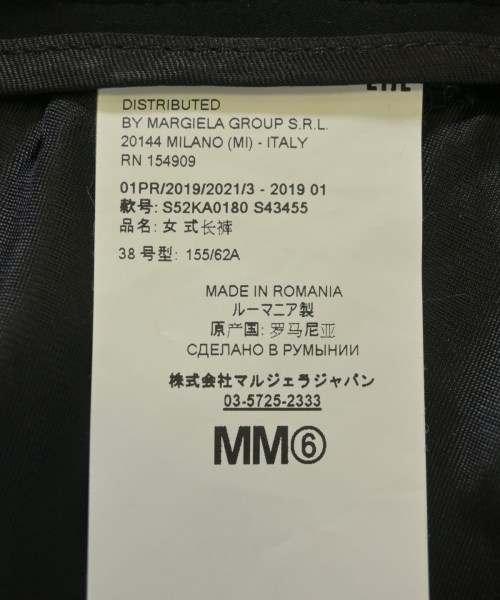 DISTRIBUTED
BY MARGIELA GROUP S.R.L.
20144 MILANO (MI) - ITALY
RN 154909
01PR/2019/2021/3 - 2019 01
款号: S52KA0180 S43455
品名: 女 式长裤
38 号型: 155/62A
MADE IN ROMANIA
ルーマニア製
原产国: 罗马尼亚
СДЕЛАНО В РУМЫНИИ
株式会社マルジェラジャパン
03-5725-2333
MM⑥